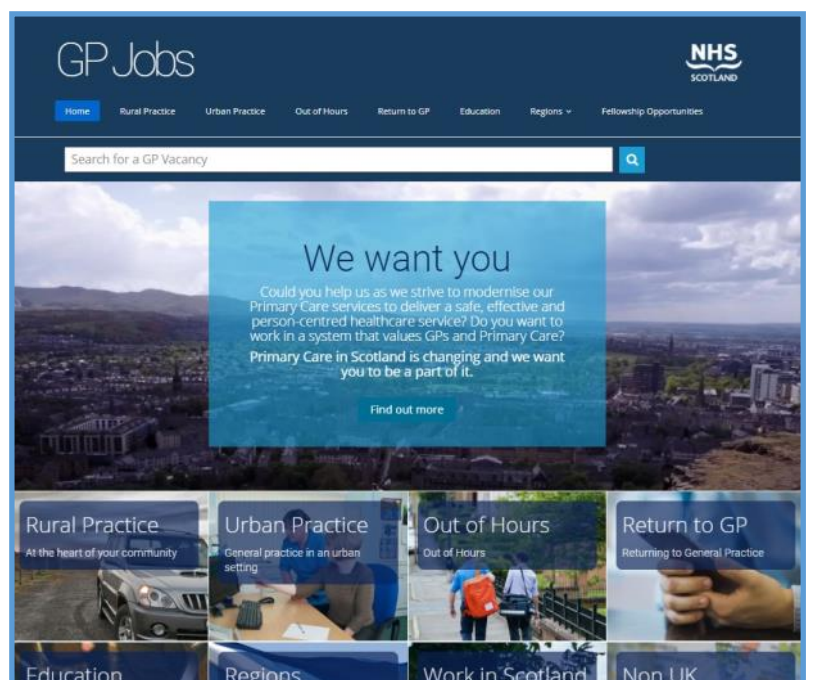 GP Jobs
NHS
SCOTLAND
Home Rural Practice Urban Practice Out of Hours Return to GP Education Regions Fellowship Opportunities
Search for a GP Vacancy
We want you
Could you help us as we strive to modernise our
Primary Care services to deliver a safe, effective and
person-centred healthcare service? Do you want to
work in a system that values GPs and Primary Care?
Primary Care in Scotland is changing and we want
you to be a part of it.
Find out more
Rural Practice
At the heart of your community
Urban Practice
General practice in an urban
setting
Out of Hours
Out of Hours
Return to GP
Returning to General Practice
Education
Regions
Work in Scotland
Non UK